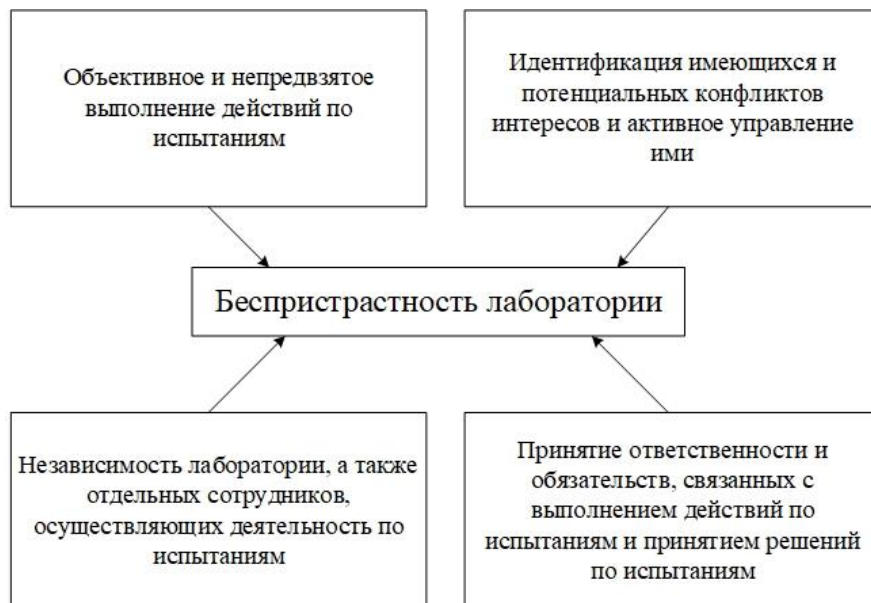 Объективное и непредвзятое
выполнение действий по
испытаниям
Идентификация имеющихся и
потенциальных конфликтов
интересов и активное управление
ими
Беспристрастность лаборатории
Независимость лаборатории, а также
отдельных сотрудников,
осуществляющих деятельность по
испытаниям
Принятие ответственности и
обязательств, связанных с
выполнением действий по
испытаниям и принятием решений
по испытаниям